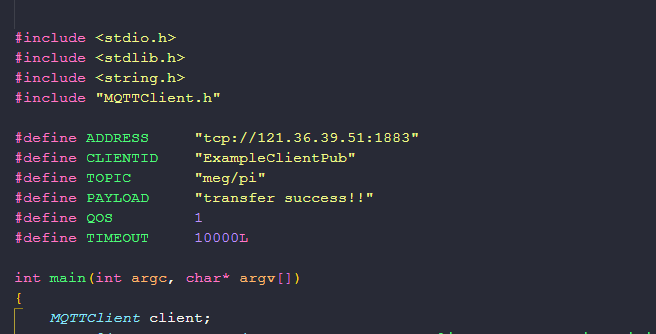 #include <stdio.h>
#include <stdlib.h>
#include <string.h>
#include "MQTTClient.h"
#define ADDRESS     "tcp://121.36.39.51:1883"
#define CLIENTID    "ExampleClientPub"
#define TOPIC       "meg/pi"
#define PAYLOAD     "transfer success!!"
#define QOS         1
#define TIMEOUT     10000L
int main(int argc, char* argv[])
{
    MQTTClient client;